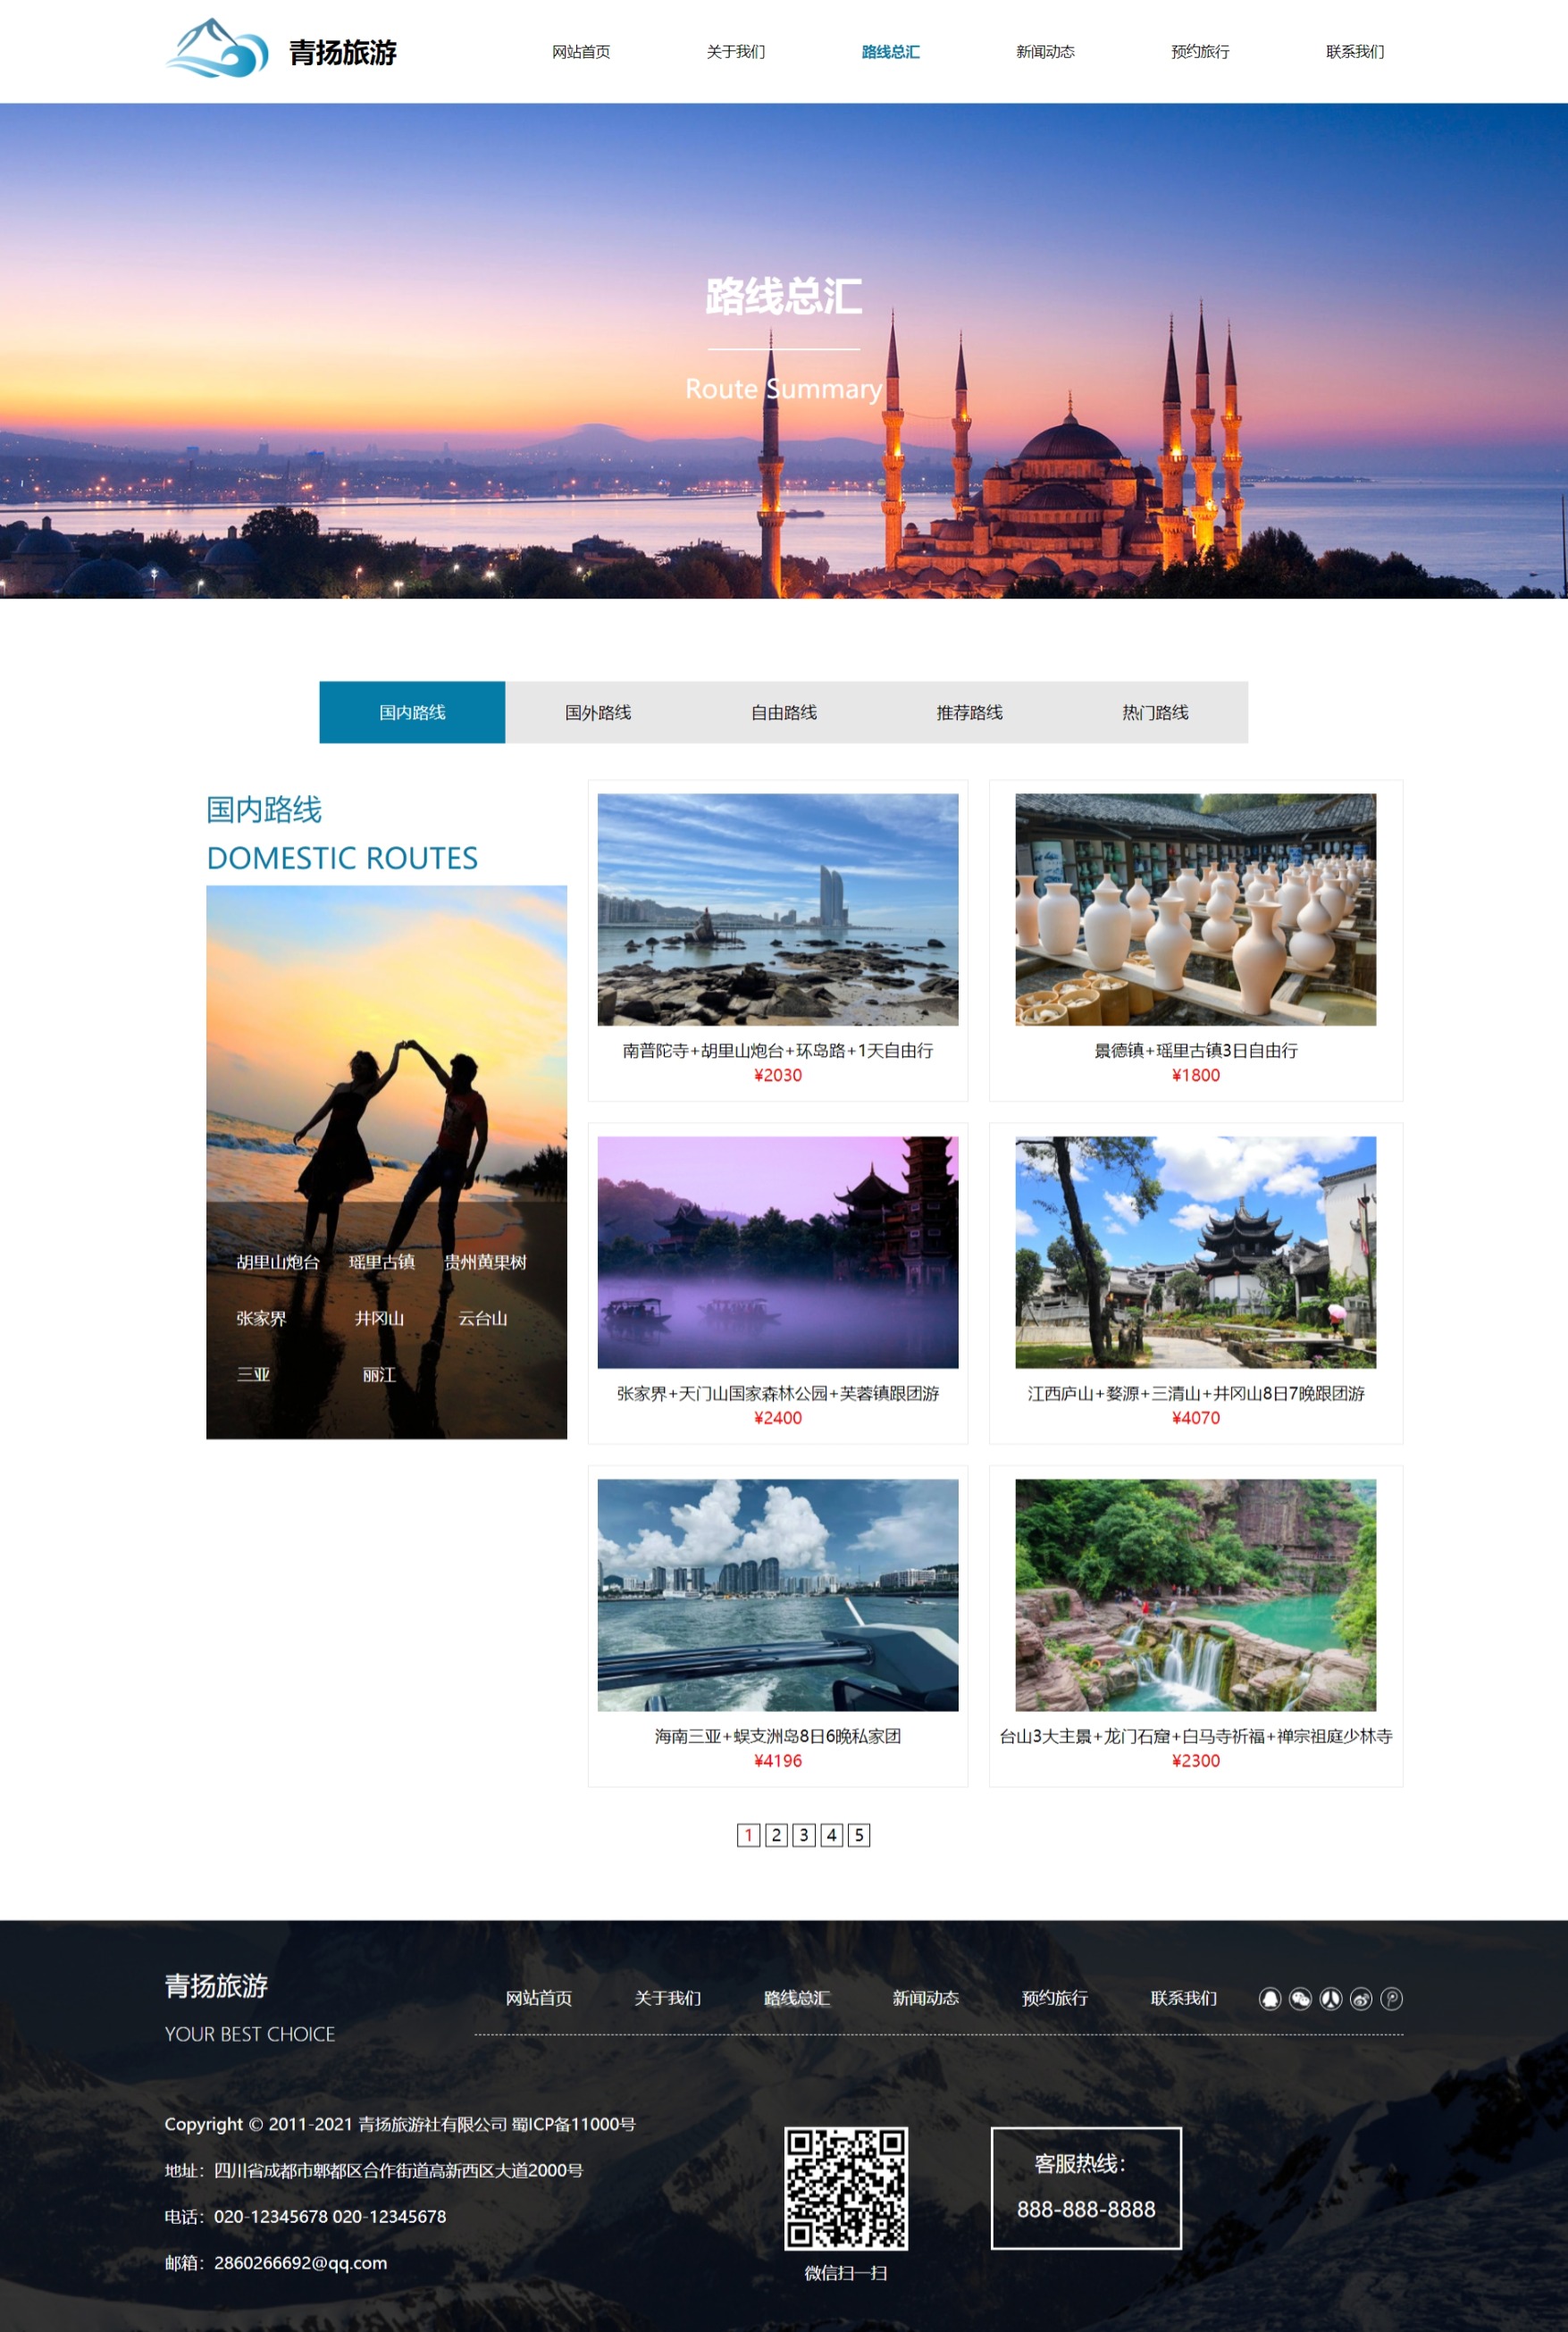 青扬旅游
网站首页 关于我们 路线总汇 新闻动态 预约旅行 联系我们
路线总汇
Route Summary
国内路线 国外路线 自由路线 推荐路线 热门路线
国内路线
DOMESTIC ROUTES
胡里山炮台 瑶里古镇 贵州黄果树
张家界 井冈山 云台山
三亚 丽江
南普陀寺+胡里山炮台+环岛路+1天自由行
¥2030
景德镇+瑶里古镇3日自由行
¥1800
张家界+天门山国家森林公园+芙蓉镇跟团游
¥2400
江西庐山+婺源+三清山+井冈山8日7晚跟团游
¥4070
海南三亚+蜈支洲岛8日6晚私家团
¥4196
台山3大主景+龙门石窟+白马寺祈福+禅宗祖庭少林寺
¥2300
1 2 3 4 5
青扬旅游
YOUR BEST CHOICE
网站首页 关于我们 路线总汇 新闻动态 预约旅行 联系我们
Copyright © 2011-2021 青扬旅游社有限公司 蜀ICP备11000号
地址：四川省成都市郫都区合作街道高新西区大道2000号
电话：020-12345678 020-12345678
邮箱：2860266692@qq.com
微信扫一扫
客服热线：
888-888-8888